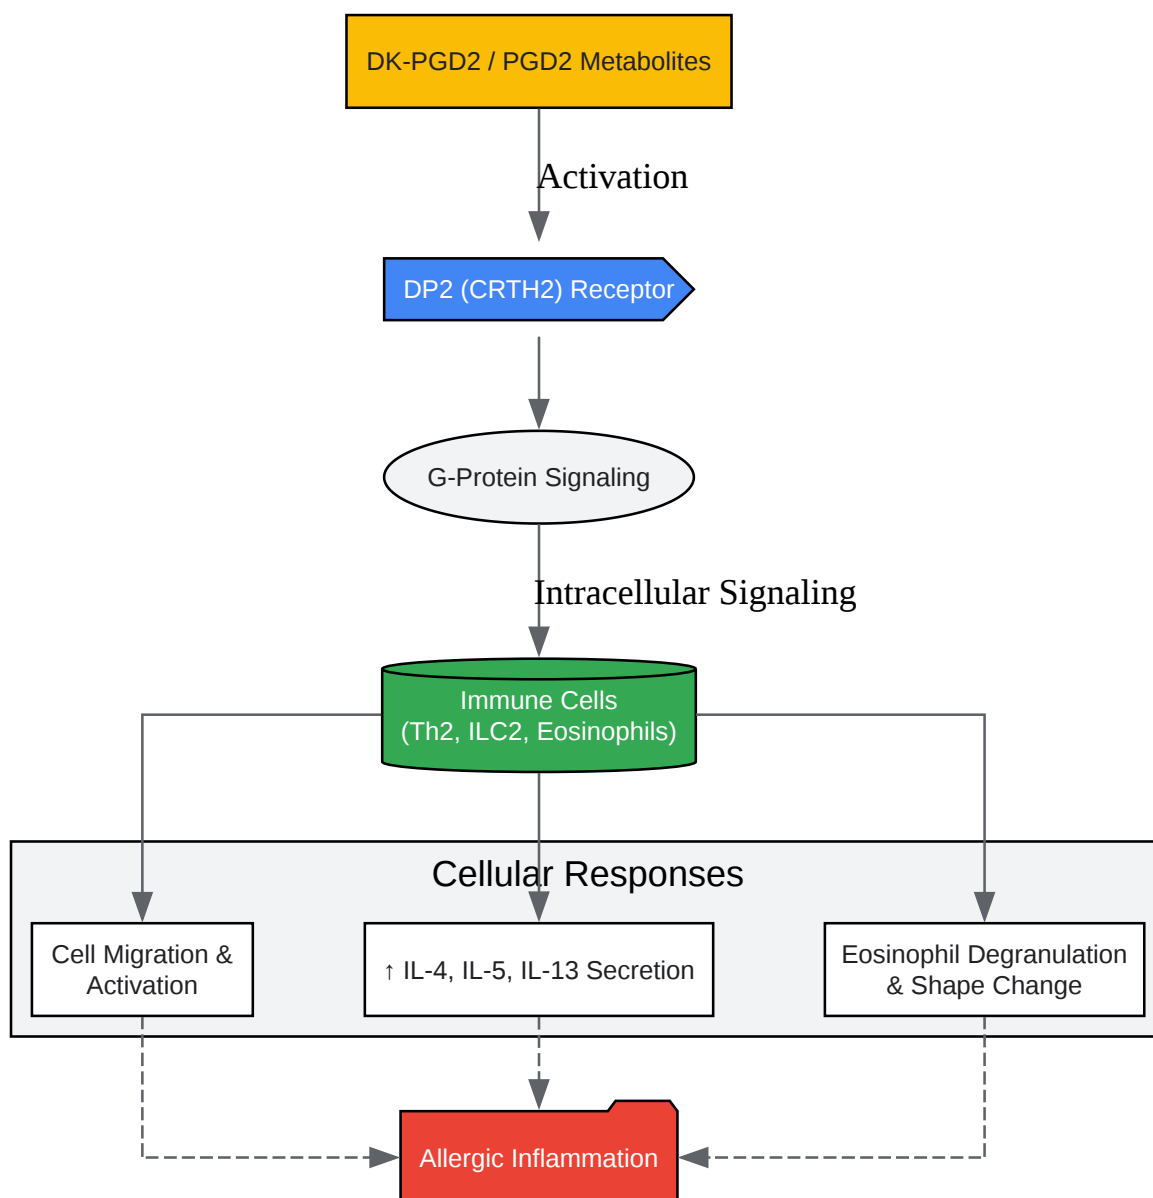 DK-PGD2 / PGD2 Metabolites
Activation
DP2 (CRTH2) Receptor
G-Protein Signaling
Intracellular Signaling
Immune Cells
(Th2, ILC2, Eosinophils)
Cellular Responses
Cell Migration &
Activation
↑ IL-4, IL-5, IL-13 Secretion
Eosinophil Degranulation
& Shape Change
Allergic Inflammation